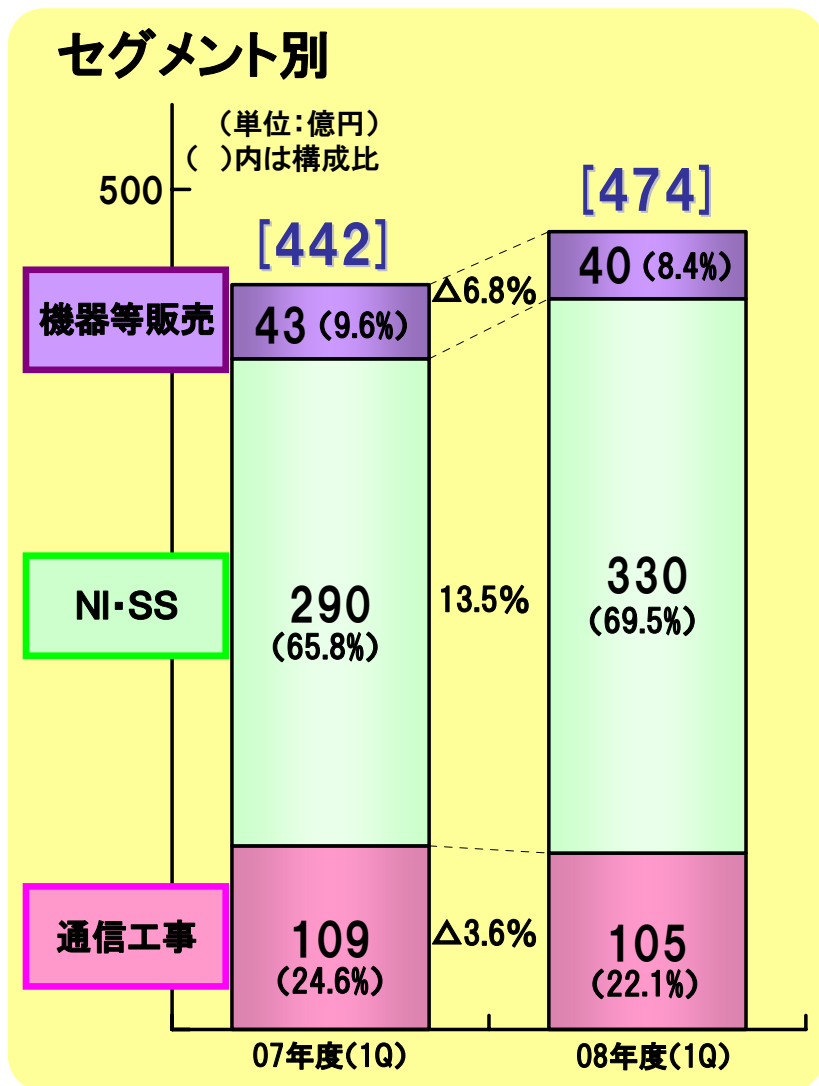 セグメント別
（単位：億円）
（　）内は構成比
500
[442]
[474]
機器等販売
43（9.6%）
△6.8%
40（8.4%）
NI・SS
290
（65.8%）
13.5%
330
（69.5%）
通信工事
109
（24.6%）
△3.6%
105
（22.1%）
07年度（1Q）
08年度（1Q）